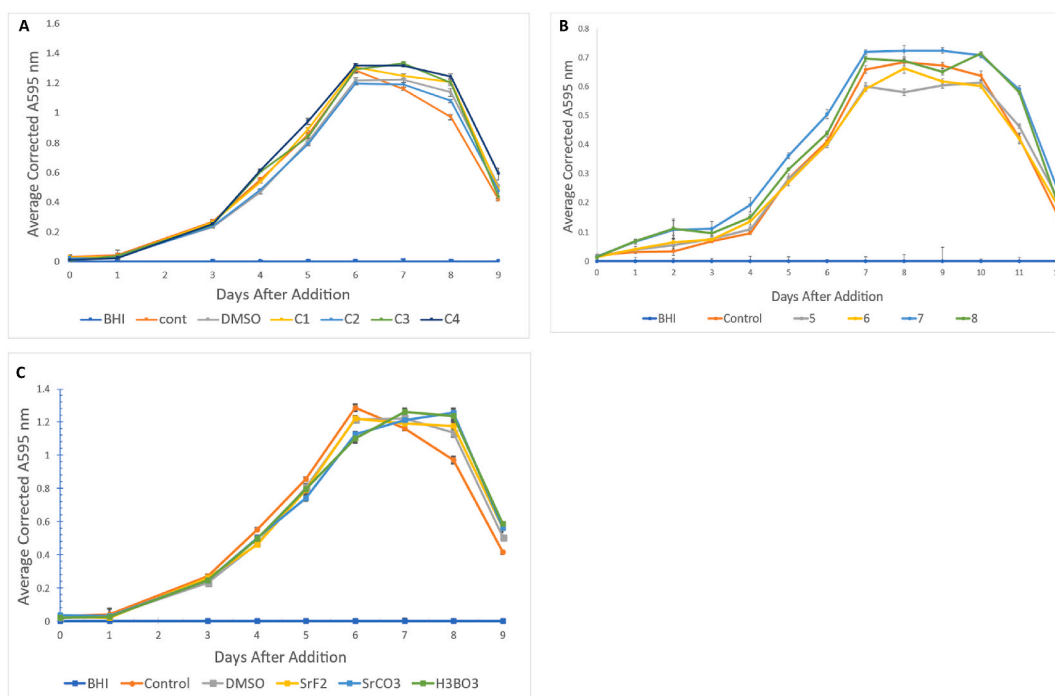 A
Average Corrected A595 nm
1.6
1.4
1.2
1
0.8
0.6
0.4
0.2
0
0 1 2 3 4 5 6 7 8 9
Days After Addition
BHI cont DMSO C1 C2 C3 C4
B
Average Corrected A595 nm
0.8
0.7
0.6
0.5
0.4
0.3
0.2
0.1
0
0 1 2 3 4 5 6 7 8 9 10 11
Days After Addition
BHI Control 5 6 7 8
C
Average Corrected A595 nm
1.4
1.2
1
0.8
0.6
0.4
0.2
0
0 1 2 3 4 5 6 7 8 9
Days After Addition
BHI Control DMSO SrF2 SrCO3 H3BO3